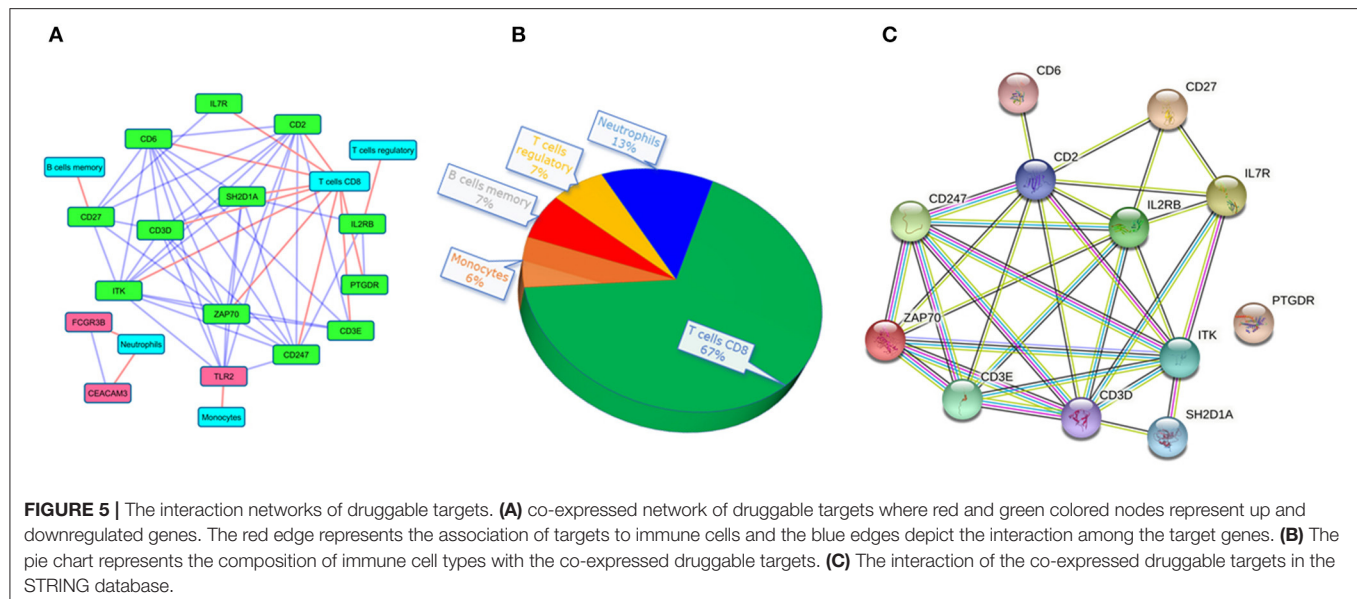 A
B
C
IL7R
CD6
CD2
T cells regulatory
B cells memory
T cells CD8
SH2D1A
CD27
CD3D
IL2RB
ITK
PTGDR
ZAP70
FCGR3B
Neutrophils
CD3E
CD247
TLR2
CEACAM3
Monocytes
Neutrophils
13%
T cells
regulatory
7%
B cells memory
7%
Monocytes
6%
T cells CD8
67%
CD6
CD27
CD2
IL7R
CD247
IL2RB
PTGDR
ZAP70
ITK
CD3E
CD3D
SH2D1A
FIGURE 5 | The interaction networks of druggable targets. (A) co-expressed network of druggable targets where red and green colored nodes represent up and
downregulated genes. The red edge represents the association of targets to immune cells and the blue edges depict the interaction among the target genes. (B) The
pie chart represents the composition of immune cell types with the co-expressed druggable targets. (C) The interaction of the co-expressed druggable targets in the
STRING database.